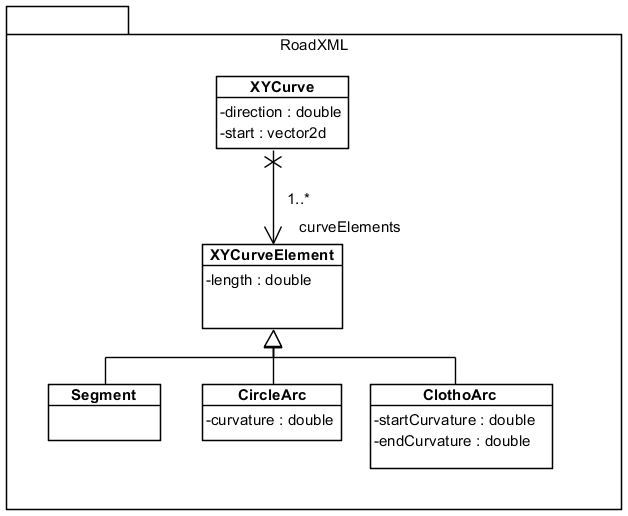 RoadXML
XYCurve
-direction : double
-start : vector2d
1..*
curveElements
XYCurveElement
-length : double
Segment
CircleArc
-curvature : double
ClothoArc
-startCurvature : double
-endCurvature : double